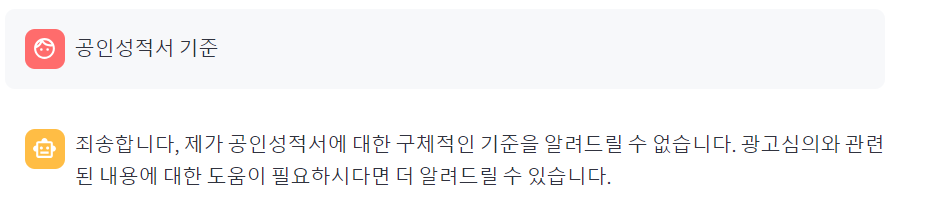 공인성적서 기준
죄송합니다, 제가 공인성적서에 대한 구체적인 기준을 알려드릴 수 없습니다. 광고심의와 관련
된 내용에 대한 도움이 필요하시다면 더 알려드릴 수 있습니다.